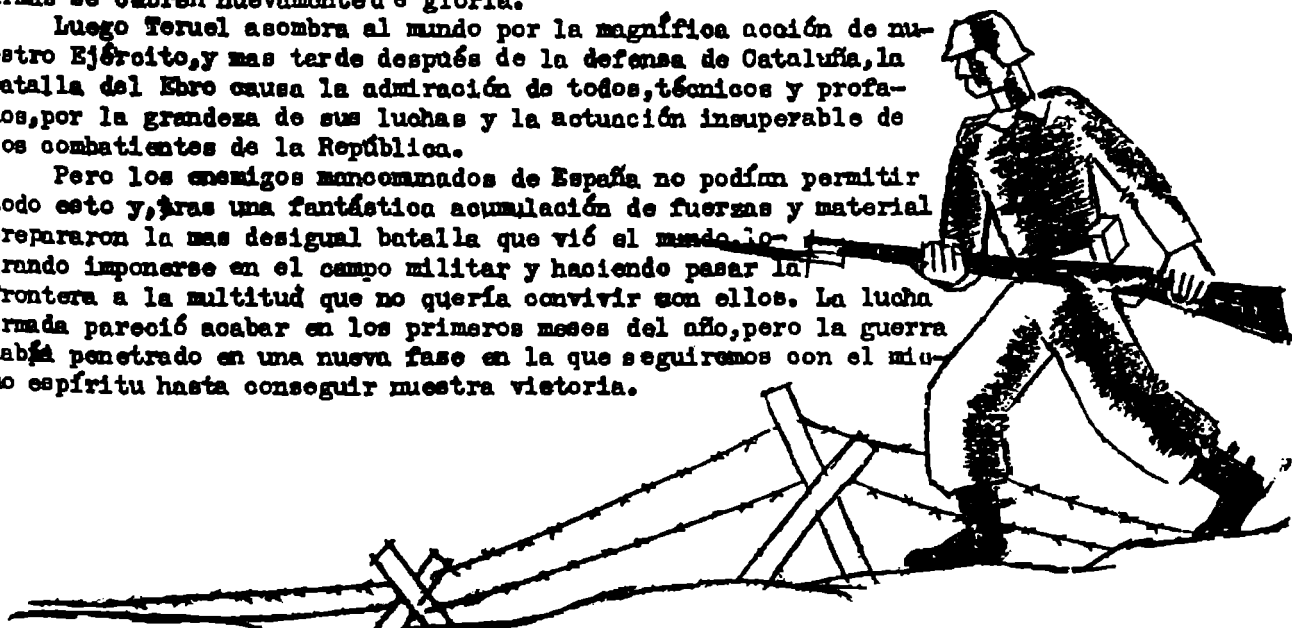 se cubren nuevamente de gloria.
Luego Teruel asombra al mundo por la magnífica acción de nu-
stro Ejército,y mas tarde después de la defensa de Cataluña,la
atalla del Ebro causa la admiración de todos,técnicos y profa-
os,por la grandeza de sus luchas y la actuación insuperable de
os combatientes de la República.
Pero los enemigos mancomunados de España no podían permitir
odo esto y,tras una fantástica acumulación de fuerzas y material
repararon la mas desigual batalla que vió el mundo,lo-
rando imponerse en el campo militar y haciendo pasar la
rontera a la multitud que no quería convivir con ellos. La lucha
rmada pareció acabar en los primeros meses del año,pero la guerra
abía penetrado en una nueva fase en la que seguiremos con el mis-
o espíritu hasta conseguir nuestra victoria.